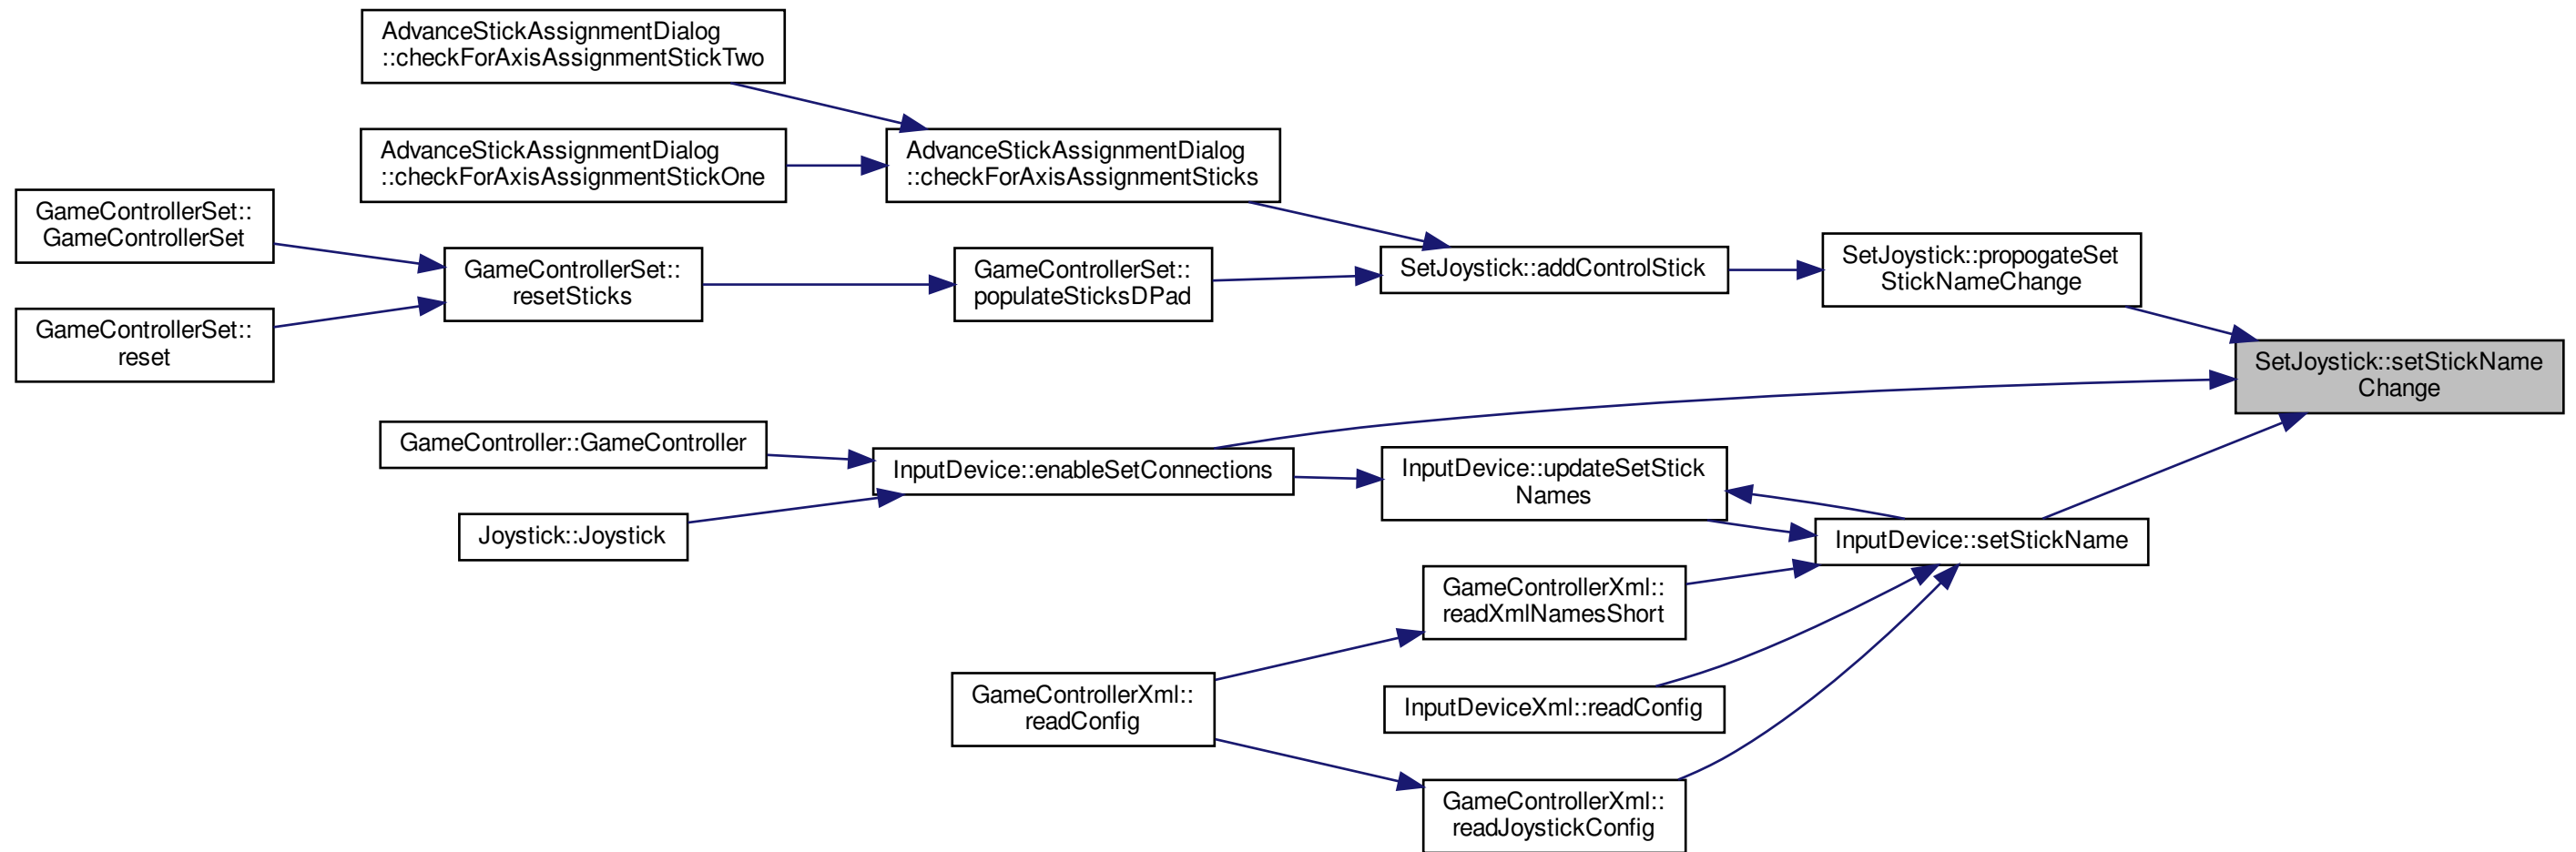 AdvanceStickAssignmentDialog
::checkForAxisAssignmentStickTwo
AdvanceStickAssignmentDialog
::checkForAxisAssignmentStickOne
AdvanceStickAssignmentDialog
::checkForAxisAssignmentSticks
GameControllerSet::
GameControllerSet
GameControllerSet::
reset
GameControllerSet::
resetSticks
GameControllerSet::
populateSticksDPad
SetJoystick::addControlStick
SetJoystick::propogateSet
StickNameChange
SetJoystick::setStickName
Change
GameController::GameController
Joystick::Joystick
InputDevice::enableSetConnections
InputDevice::updateSetStick
Names
InputDevice::setStickName
GameControllerXml::
readXmlNamesShort
GameControllerXml::
readConfig
InputDeviceXml::readConfig
GameControllerXml::
readJoystickConfig